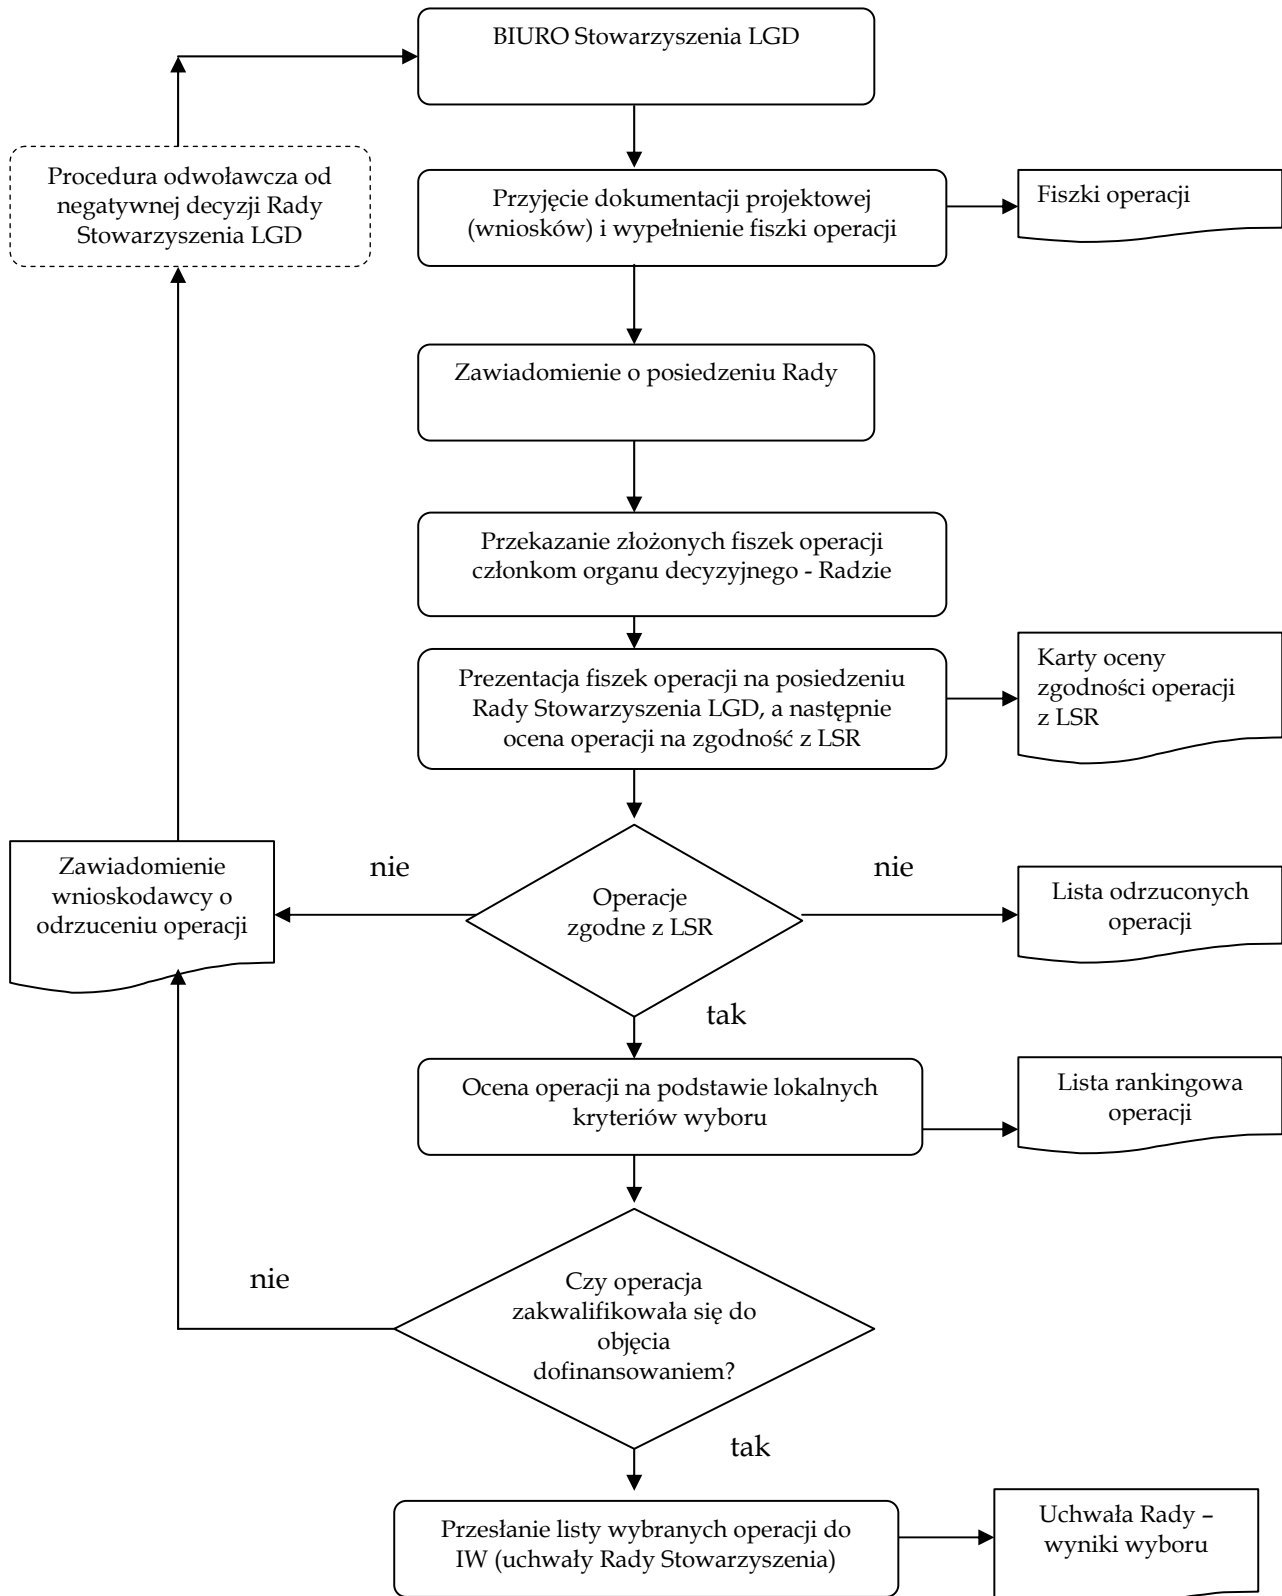 BIURO Stowarzyszenia LGD
Procedura odwoławcza od
negatywnej decyzji Rady
Stowarzyszenia LGD
Przyjęcie dokumentacji projektowej
(wniosków) i wypełnienie fiszki operacji
Fiszki operacji
Zawiadomienie o posiedzeniu Rady
Przekazanie złożonych fiszek operacji
członkom organu decyzyjnego - Radzie
Prezentacja fiszek operacji na posiedzeniu
Rady Stowarzyszenia LGD, a następnie
ocena operacji na zgodność z LSR
Karty oceny
zgodności operacji
z LSR
Zawiadomienie
wnioskodawcy o
odrzuceniu operacji
nie
Operacje
zgodne z LSR
nie
Lista odrzuconych
operacji
tak
Ocena operacji na podstawie lokalnych
kryteriów wyboru
Lista rankingowa
operacji
nie
Czy operacja
zakwalifikowała się do
objęcia
dofinansowaniem?
tak
Przesłanie listy wybranych operacji do
IW (uchwały Rady Stowarzyszenia)
Uchwała Rady –
wyniki wyboru